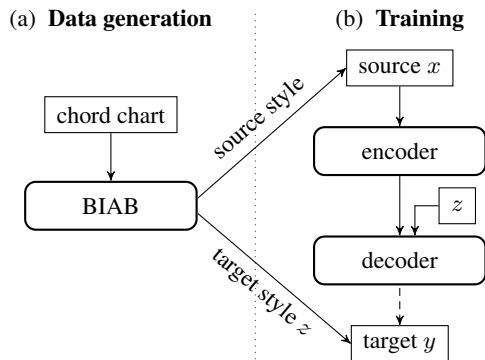 (a) Data generation
(b) Training
chord chart
BIAB
source style
target style z
source x
encoder
z
decoder
target y